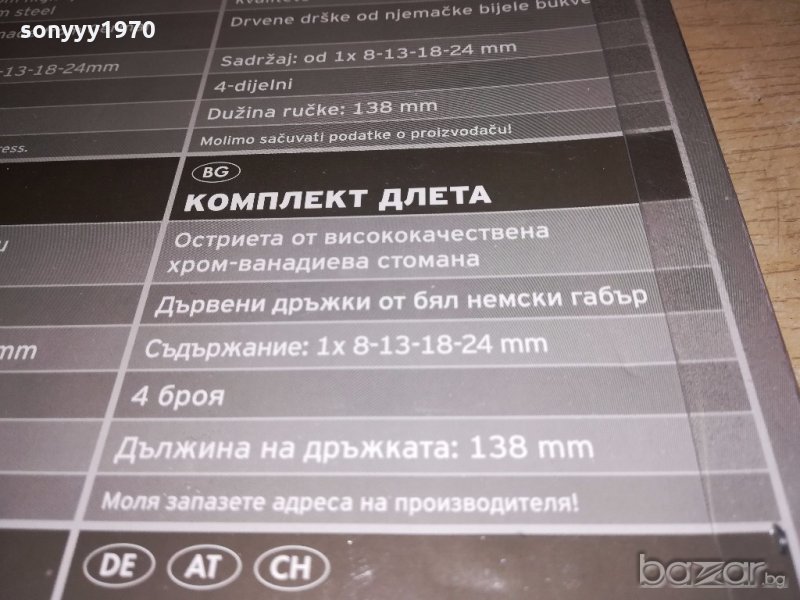 sonyyy1970
m steel
-13-18-24mm
ress.
mm
Drvene drške od njemačke bijele bukve
Sadržaj: od 1x 8-13-18-24 mm
4-dijelni
Dužina ručke: 138 mm
Molimo sačuvati podatke o proizvođaču!
BG
КОМПЛЕКТ ДЛЕТА
Остриета от висококачествена
хром-ванадиева стомана
Дървени дръжки от бял немски габър
Съдържание: 1x 8-13-18-24 mm
4 броя
Дължина на дръжката: 138 mm
Моля запазете адреса на производителя!
DE AT CH
bazar.bg